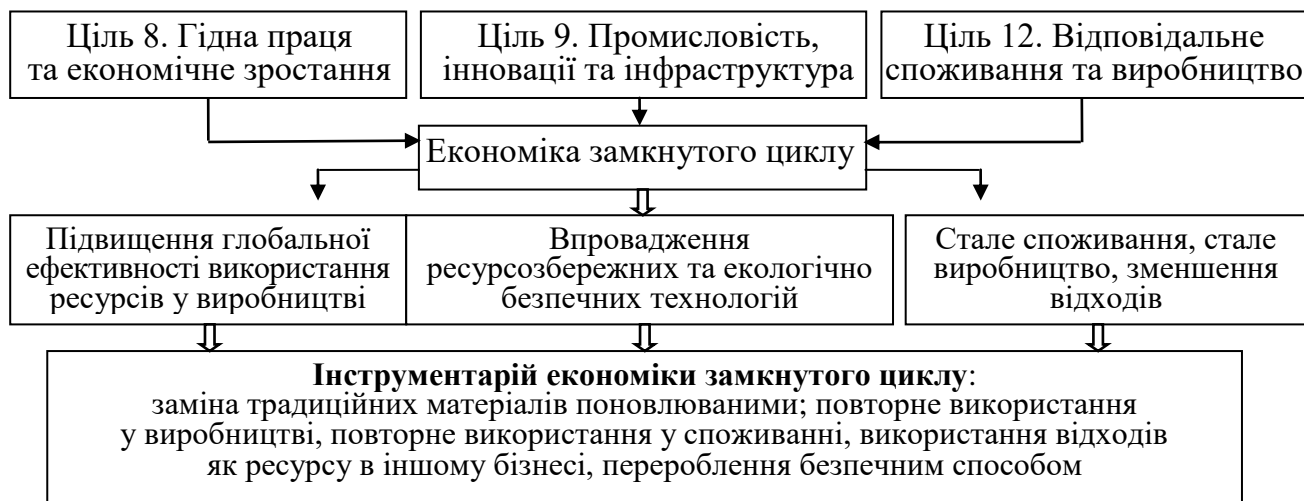 Ціль 8. Гідна праця
та економічне зростання
Ціль 9. Промисловість,
інновації та інфраструктура
Ціль 12. Відповідальне
споживання та виробництво
Економіка замкнутого циклу
Підвищення глобальної
ефективності використання
ресурсів у виробництві
Впровадження
ресурсозбережних та екологічно
безпечних технологій
Стале споживання, стале
виробництво, зменшення
відходів
Інструментарій економіки замкнутого циклу:
заміна традиційних матеріалів поновлюваними; повторне використання
у виробництві, повторне використання у споживанні, використання відходів
як ресурсу в іншому бізнесі, перероблення безпечним способом